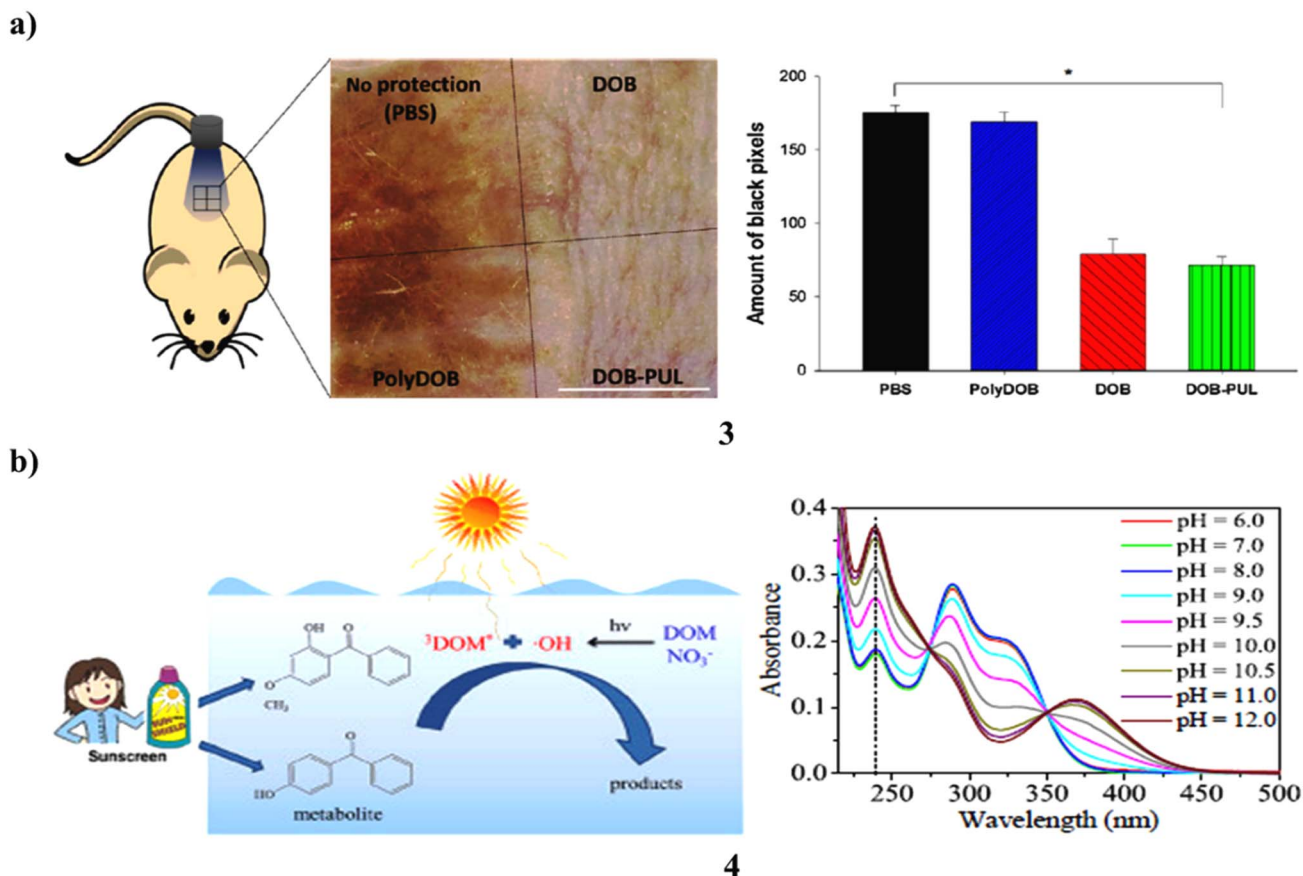 a)
No protection
(PBS)
DOB
PolyDOB
DOB-PUL
Amount of black pixels
200
150
100
50
0
*
PBS
PolyDOB
DOB
DOB-PUL
3
b)
Sunscreen
SUN
SHIELD
OH
O
O
CH₃
O
HO
metabolite
³DOM*
·OH
hν
DOM
NO₃⁻
products
Absorbance
0.4
0.3
0.2
0.1
0.0
pH = 6.0
pH = 7.0
pH = 8.0
pH = 9.0
pH = 9.5
pH = 10.0
pH = 10.5
pH = 11.0
pH = 12.0
250
300
350
400
450
500
Wavelength (nm)
4